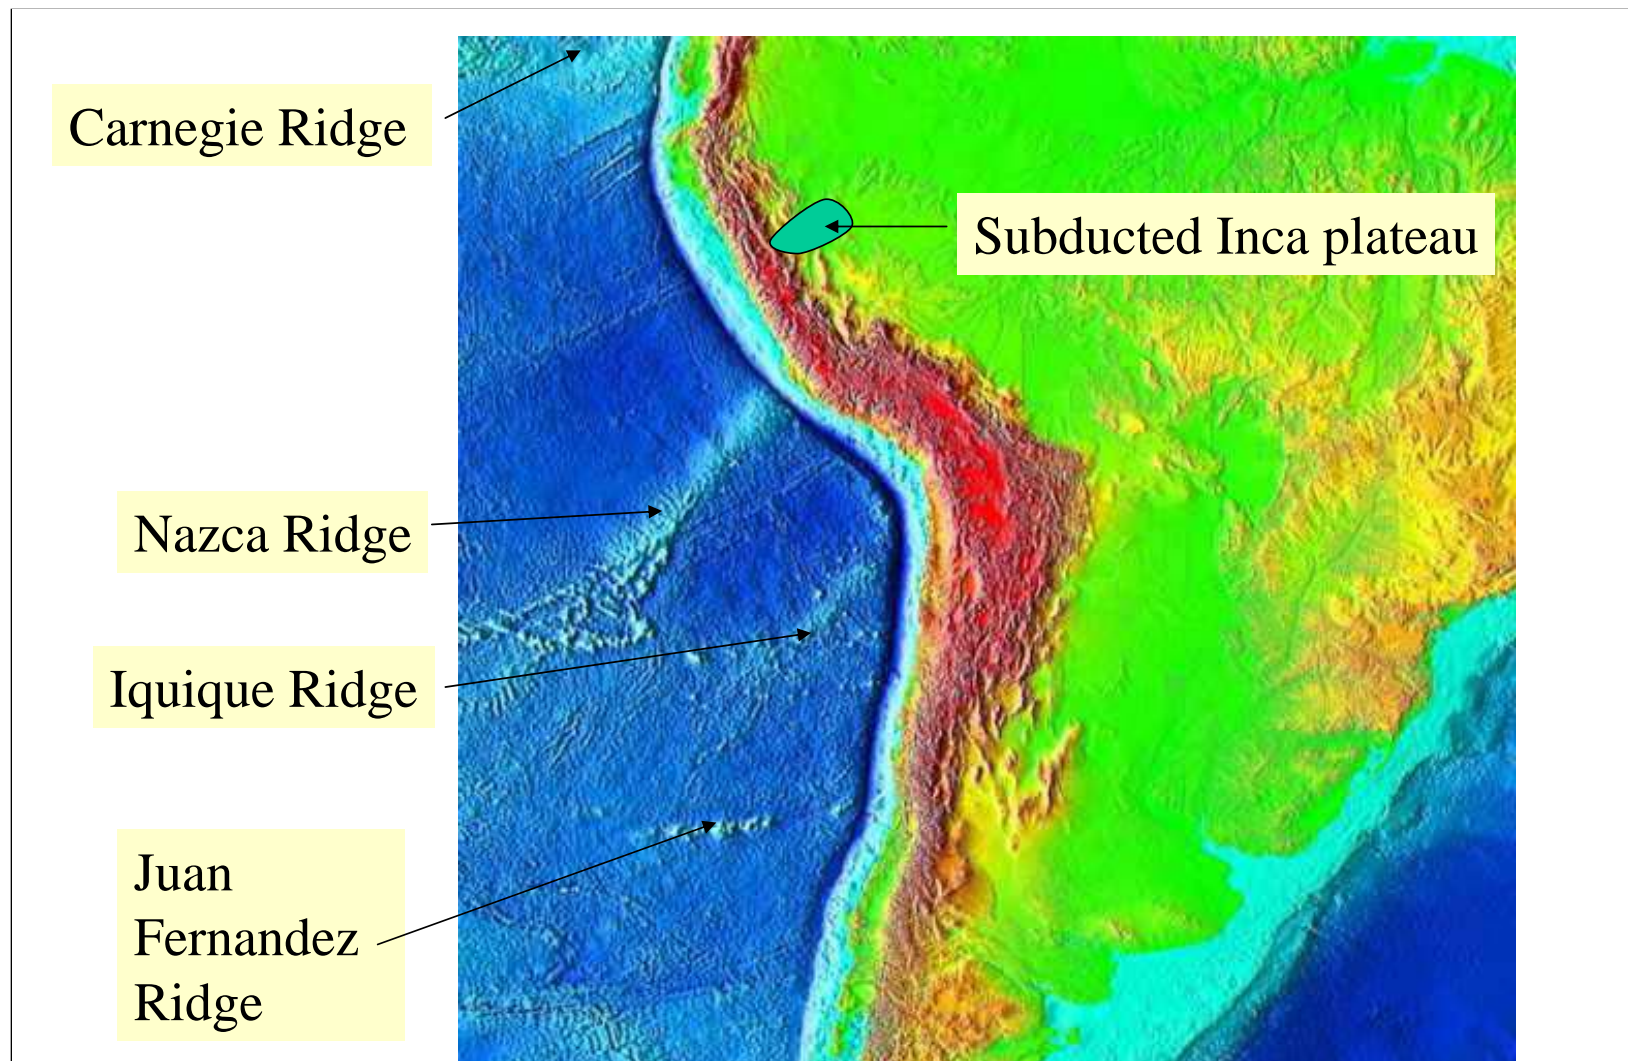 Carnegie Ridge
Subducted Inca plateau
Nazca Ridge
Iquique Ridge
Juan
Fernandez
Ridge